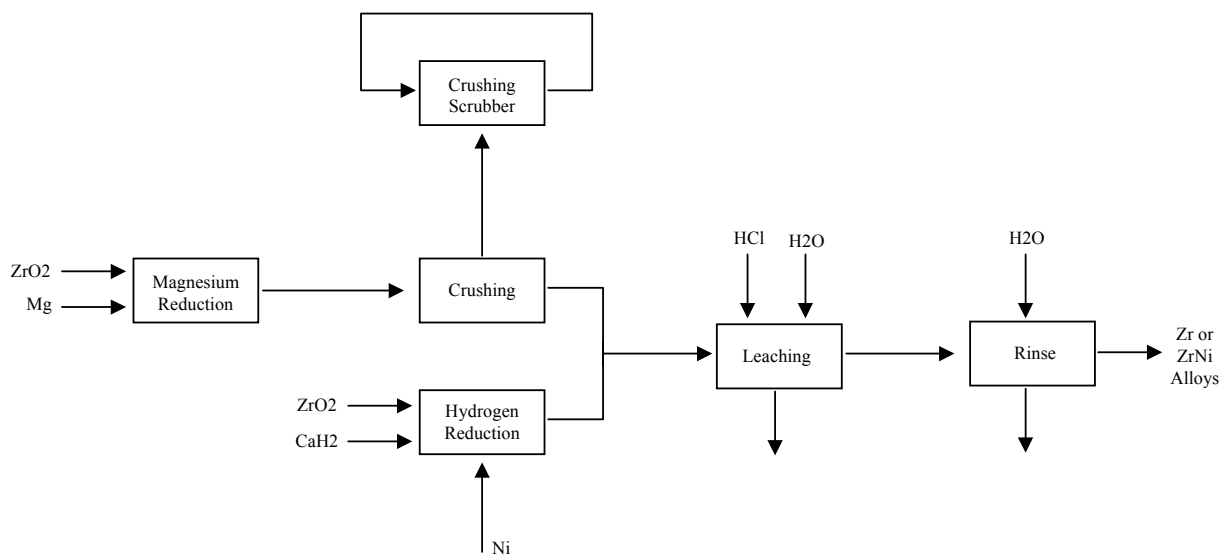 Crushing
Scrubber
HCl
H2O
H2O
ZrO2
Mg
Magnesium
Reduction
Crushing
Leaching
Rinse
Zr or
ZrNi
Alloys
ZrO2
CaH2
Hydrogen
Reduction
Ni